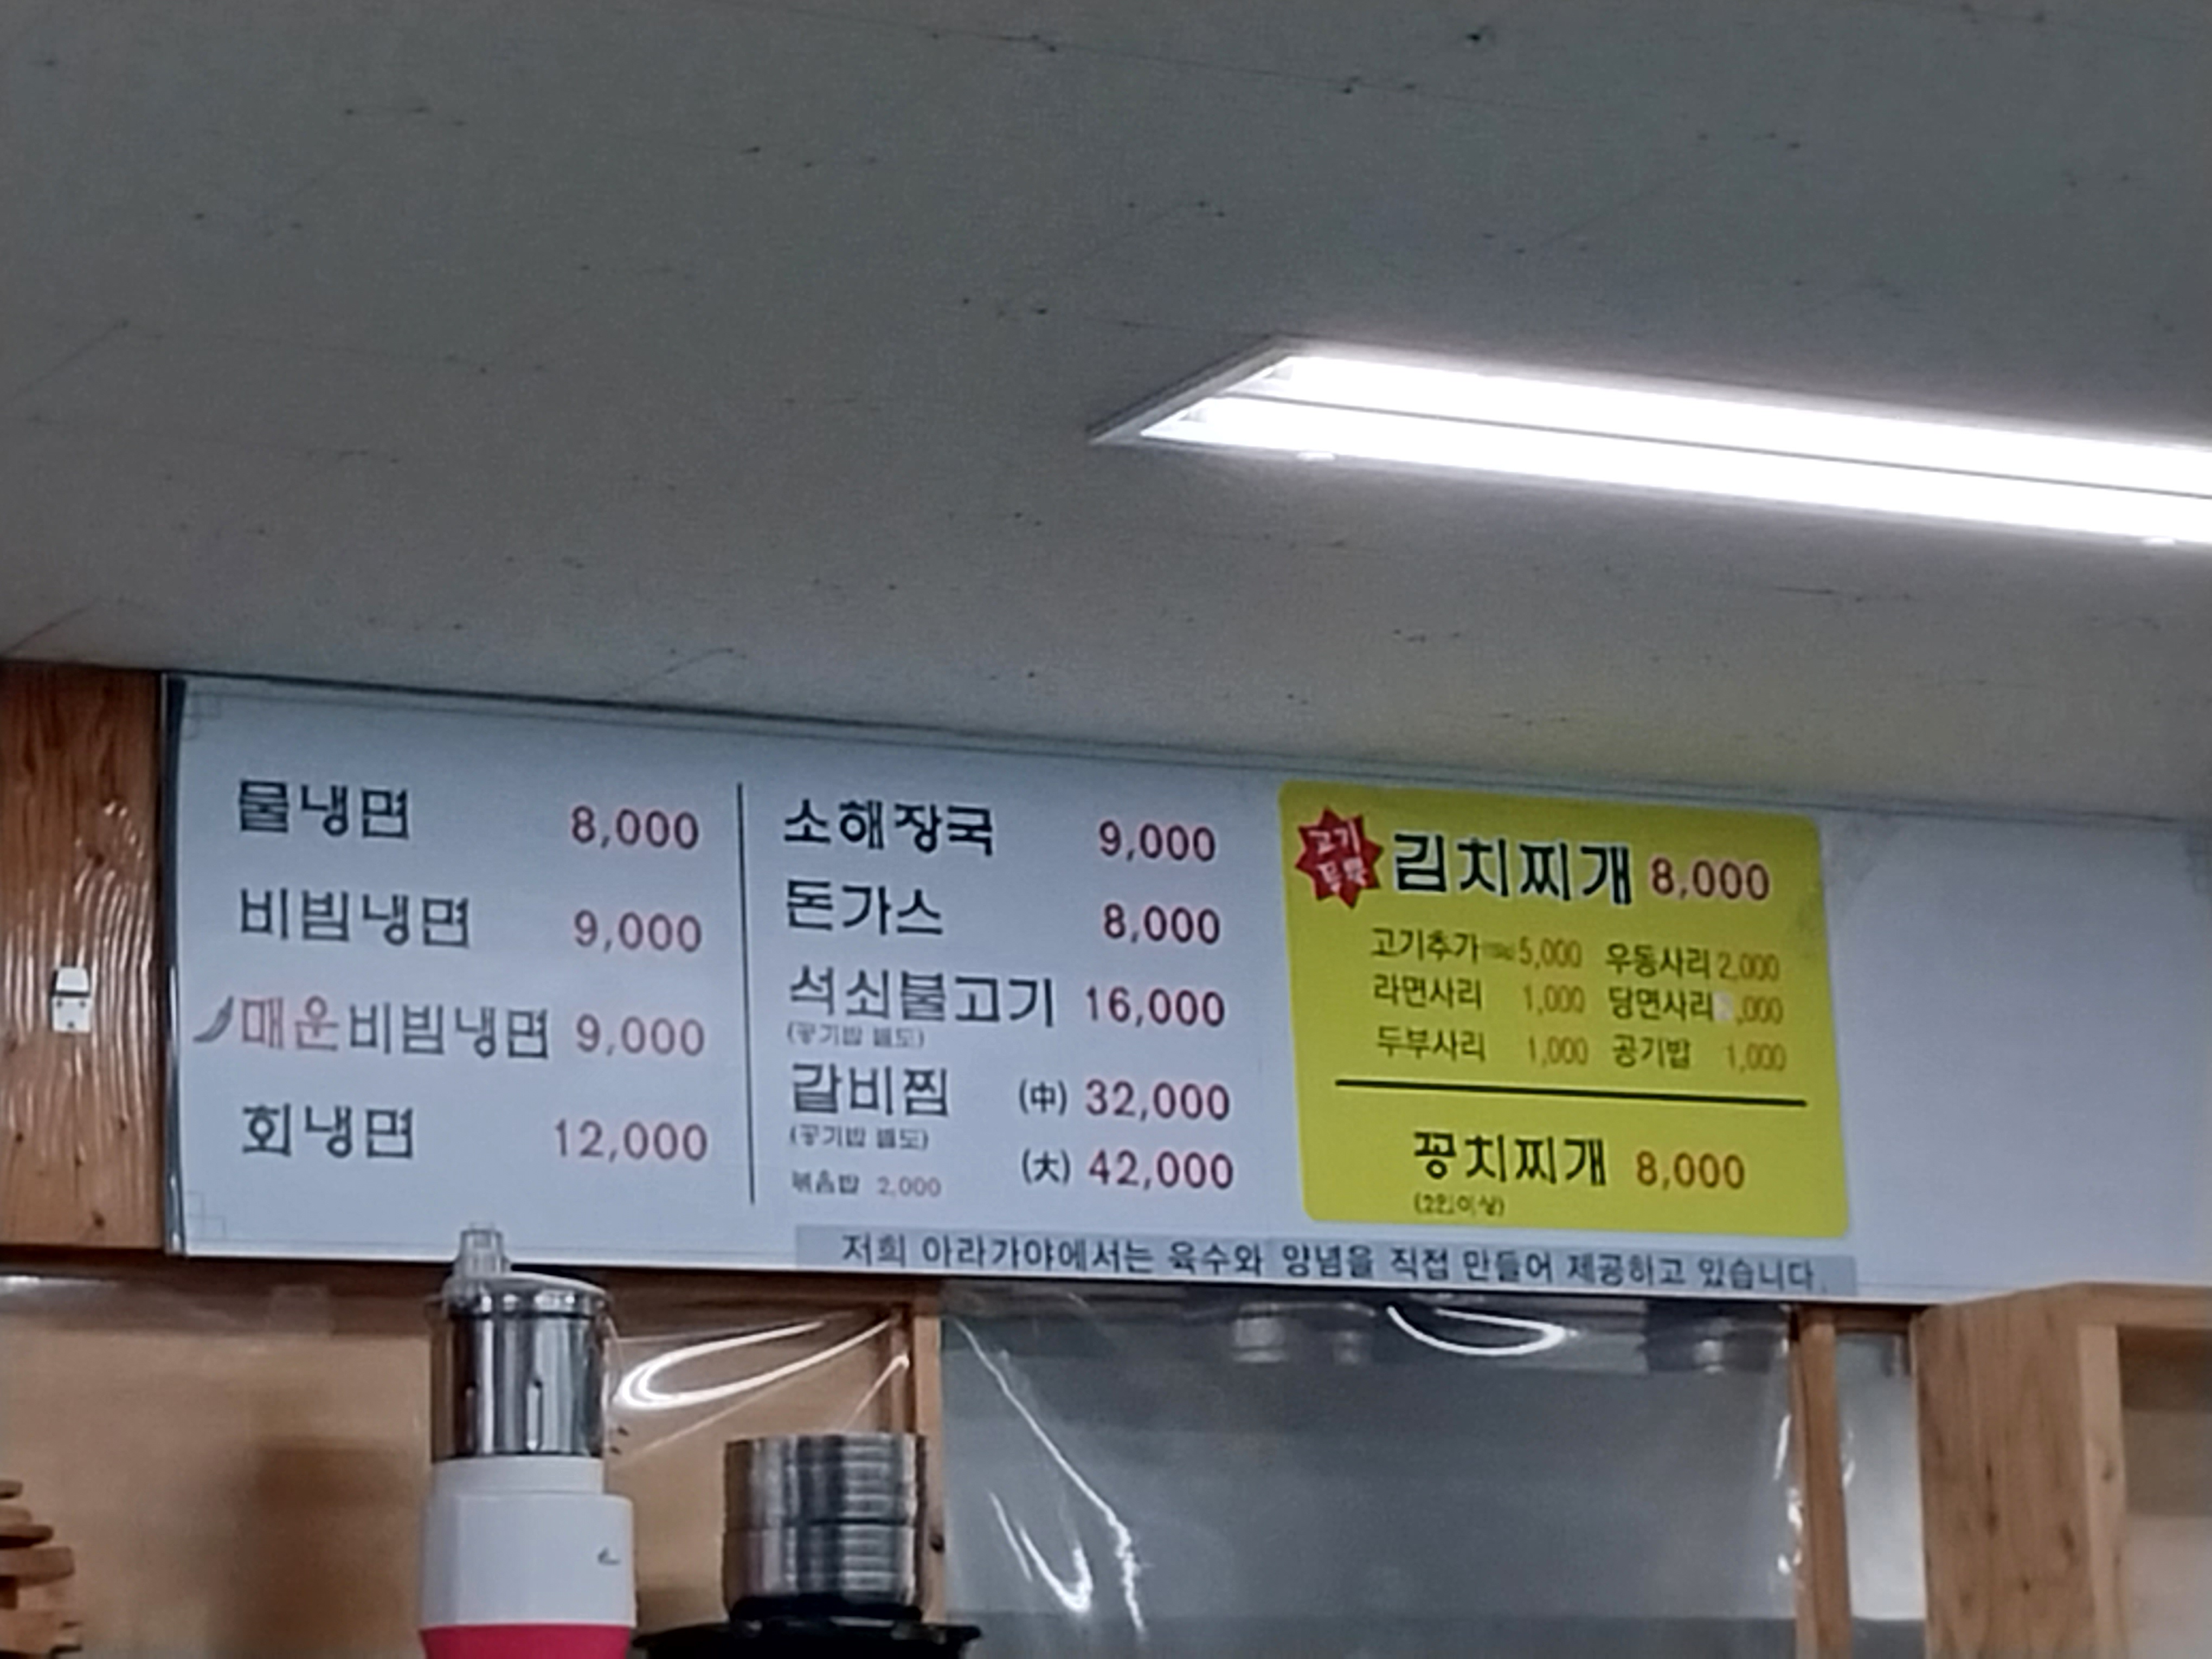 물냉면 8,000
비빔냉면 9,000
매운비빔냉면 9,000
회냉면 12,000
소해장국 9,000
돈가스 8,000
석쇠불고기 16,000
(공기밥 별도)
갈비찜 (中) 32,000
(공기밥 별도)
(大) 42,000
볶음밥 2,000
고기
듬뿍
김치찌개 8,000
고기추가 5,000 우동사리 2,000
라면사리 1,000 당면사리 ,000
두부사리 1,000 공기밥 1,000
꽁치찌개 8,000
(2인이상)
저희 아라가야에서는 육수와 양념을 직접 만들어 제공하고 있습니다.